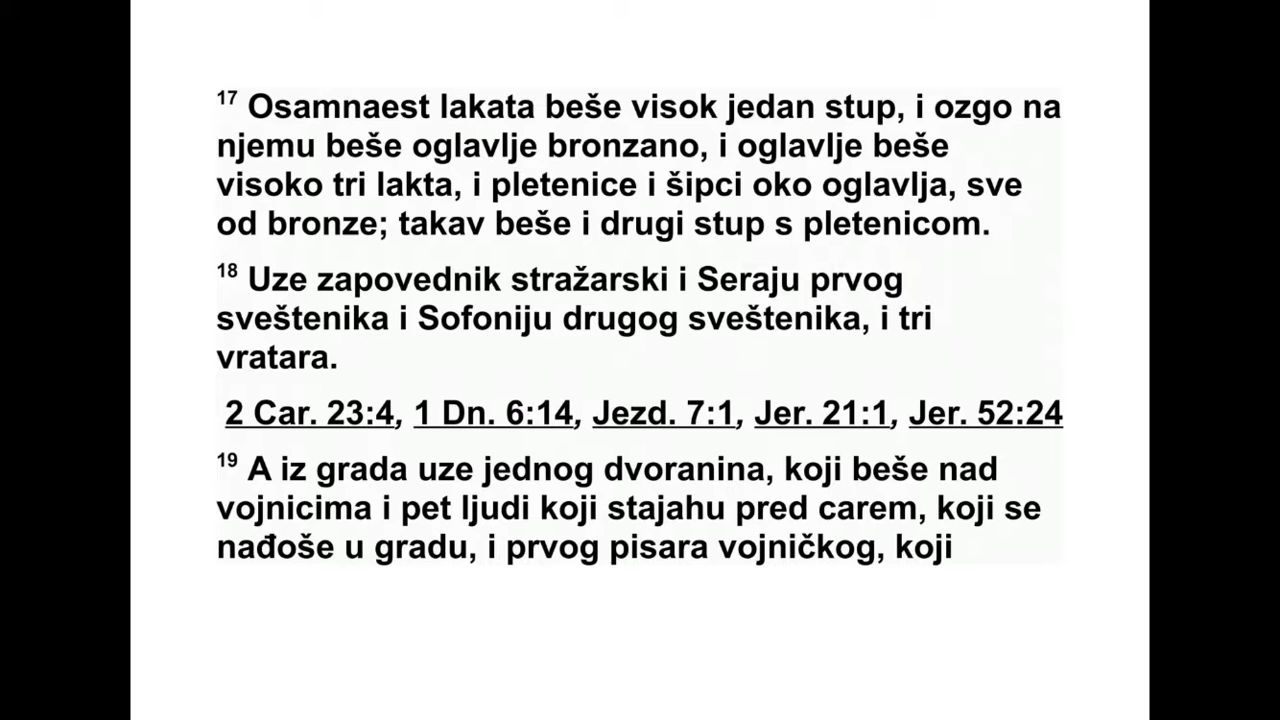 17 Osamnaest lakata beše visok jedan stup, i ozgo na
njemu beše oglavlje bronzano, i oglavlje beše
visoko tri lakta, i pletenice i šipci oko oglavlja, sve
od bronze; takav beše i drugi stup s pletenicom.
18 Uze zapovednik stražarski i Seraju prvog
sveštenika i Sofoniju drugog sveštenika, i tri
vratara.
2 Car. 23:4, 1 Dn. 6:14, Jezd. 7:1, Jer. 21:1, Jer. 52:24
19 A iz grada uze jednog dvoranina, koji beše nad
vojnicima i pet ljudi koji stajahu pred carem, koji se
nađoše u gradu, i prvog pisara vojničkog, koji